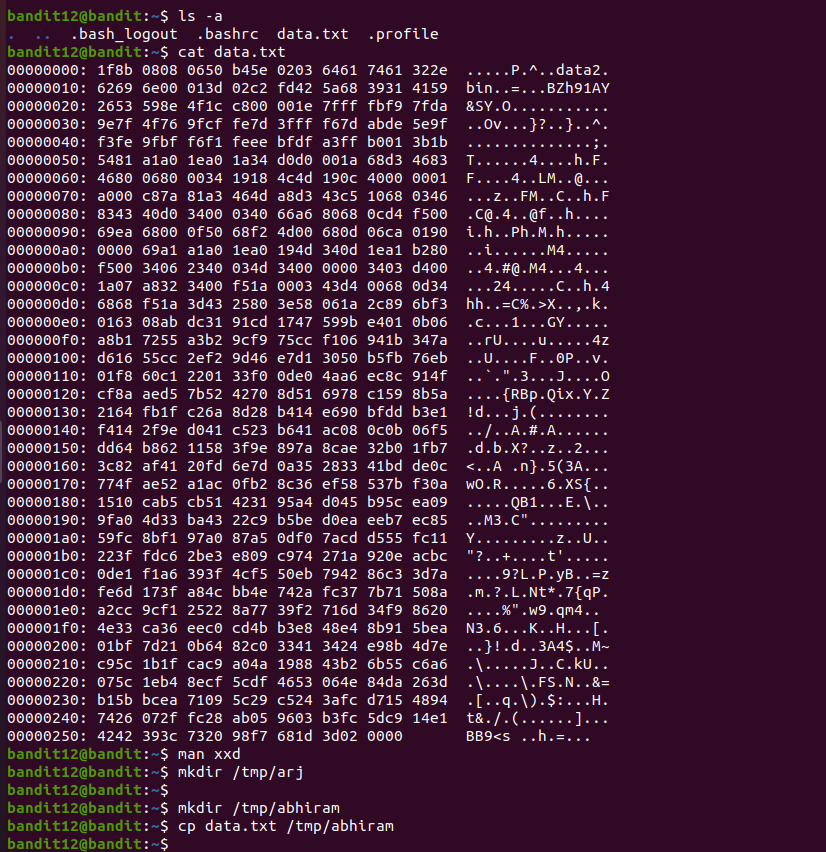 bandit12@bandit:~$ ls -a
.  ..  .bash_logout  .bashrc  data.txt  .profile
bandit12@bandit:~$ cat data.txt
00000000: 1f8b 0808 0650 b45e 0203 6461 7461 322e  .....P.^..data2.
00000010: 6269 6e00 013d 02c2 fd42 5a68 3931 4159  bin..=...BZh91AY
00000020: 2653 598e 4f1c c800 001e 7fff fbf9 7fda  &SY.O...........
00000030: 9e7f 4f76 9fcf fe7d 3fff f67d abde 5e9f  ..Ov...}?..}..^.
00000040: f3fe 9fbf f6f1 feee bfdf a3ff b001 3b1b  ..............;.
00000050: 5481 a1a0 1ea0 1a34 d0d0 001a 68d3 4683  T......4....h.F.
00000060: 4680 0680 0034 1918 4c4d 190c 4000 0001  F....4..LM..@...
00000070: a000 c87a 81a3 464d a8d3 43c5 1068 0346  ...z..FM..C..h.F
00000080: 8343 40d0 3400 0340 66a6 8068 0cd4 f500  .C@.4..@f..h....
00000090: 69ea 6800 0f50 68f2 4d00 680d 06ca 0190  i.h..Ph.M.h.....
000000a0: 0000 69a1 a1a0 1ea0 194d 340d 1ea1 b280  ..i......M4.....
000000b0: f500 3406 2340 034d 3400 0000 3403 d400  ..4.#@.M4...4...
000000c0: 1a07 a832 3400 f51a 0003 43d4 0068 0d34  ...24.....C..h.4
000000d0: 6868 f51a 3d43 2580 3e58 061a 2c89 6bf3  hh..=C%.>X..,.k.
000000e0: 0163 08ab dc31 91cd 1747 599b e401 0b06  .c...1...GY.....
000000f0: a8b1 7255 a3b2 9cf9 75cc f106 941b 347a  ..rU....u.....4z
00000100: d616 55cc 2ef2 9d46 e7d1 3050 b5fb 76eb  ..U....F..0P..v.
00000110: 01f8 60c1 2201 33f0 0de0 4aa6 ec8c 914f  ..`.".3...J....O
00000120: cf8a aed5 7b52 4270 8d51 6978 c159 8b5a  ....{RBp.Qix.Y.Z
00000130: 2164 fb1f c26a 8d28 b414 e690 bfdd b3e1  !d...j.(........
00000140: f414 2f9e d041 c523 b641 ac08 0c0b 06f5  ../..A.#.A......
00000150: dd64 b862 1158 3f9e 897a 8cae 32b0 1fb7  .d.b.X?..z..2...
00000160: 3c82 af41 20fd 6e7d 0a35 2833 41bd de0c  <..A .n}.5(3A...
00000170: 774f ae52 a1ac 0fb2 8c36 ef58 537b f30a  wO.R.....6.XS{..
00000180: 1510 cab5 cb51 4231 95a4 d045 b95c ea09  .....QB1...E.\..
00000190: 9fa0 4d33 ba43 22c9 b5be d0ea eeb7 ec85  ..M3.C".........
000001a0: 59fc 8bf1 97a0 87a5 0df0 7acd d555 fc11  Y.........z..U..
000001b0: 223f fdc6 2be3 e809 c974 271a 920e acbc  "?..+....t'.....
000001c0: 0de1 f1a6 393f 4cf5 50eb 7942 86c3 3d7a  ....9?L.P.yB..=z
000001d0: fe6d 173f a84c bb4e 742a fc37 7b71 508a  .m.?.L.Nt*.7{qP.
000001e0: a2cc 9cf1 2522 8a77 39f2 716d 34f9 8620  ....%".w9.qm4..
000001f0: 4e33 ca36 eec0 cd4b b3e8 48e4 8b91 5bea  N3.6...K..H...[.
00000200: 01bf 7d21 0b64 82c0 3341 3424 e98b 4d7e  ..}!.d..3A4$..M~
00000210: c95c 1b1f cac9 a04a 1988 43b2 6b55 c6a6  .\.....J..C.kU..
00000220: 075c 1eb4 8ecf 5cdf 4653 064e 84da 263d  .\....\.FS.N..&=
00000230: b15b bcea 7109 5c29 c524 3afc d715 4894  .[..q.\).$:...H.
00000240: 7426 072f fc28 ab05 9603 b3fc 5dc9 14e1  t&./.(......]...
00000250: 4242 393c 7320 98f7 681d 3d02 0000       BB9<s ..h.=...
bandit12@bandit:~$ man xxd
bandit12@bandit:~$ mkdir /tmp/arj
bandit12@bandit:~$
bandit12@bandit:~$ mkdir /tmp/abhiram
bandit12@bandit:~$ cp data.txt /tmp/abhiram
bandit12@bandit:~$